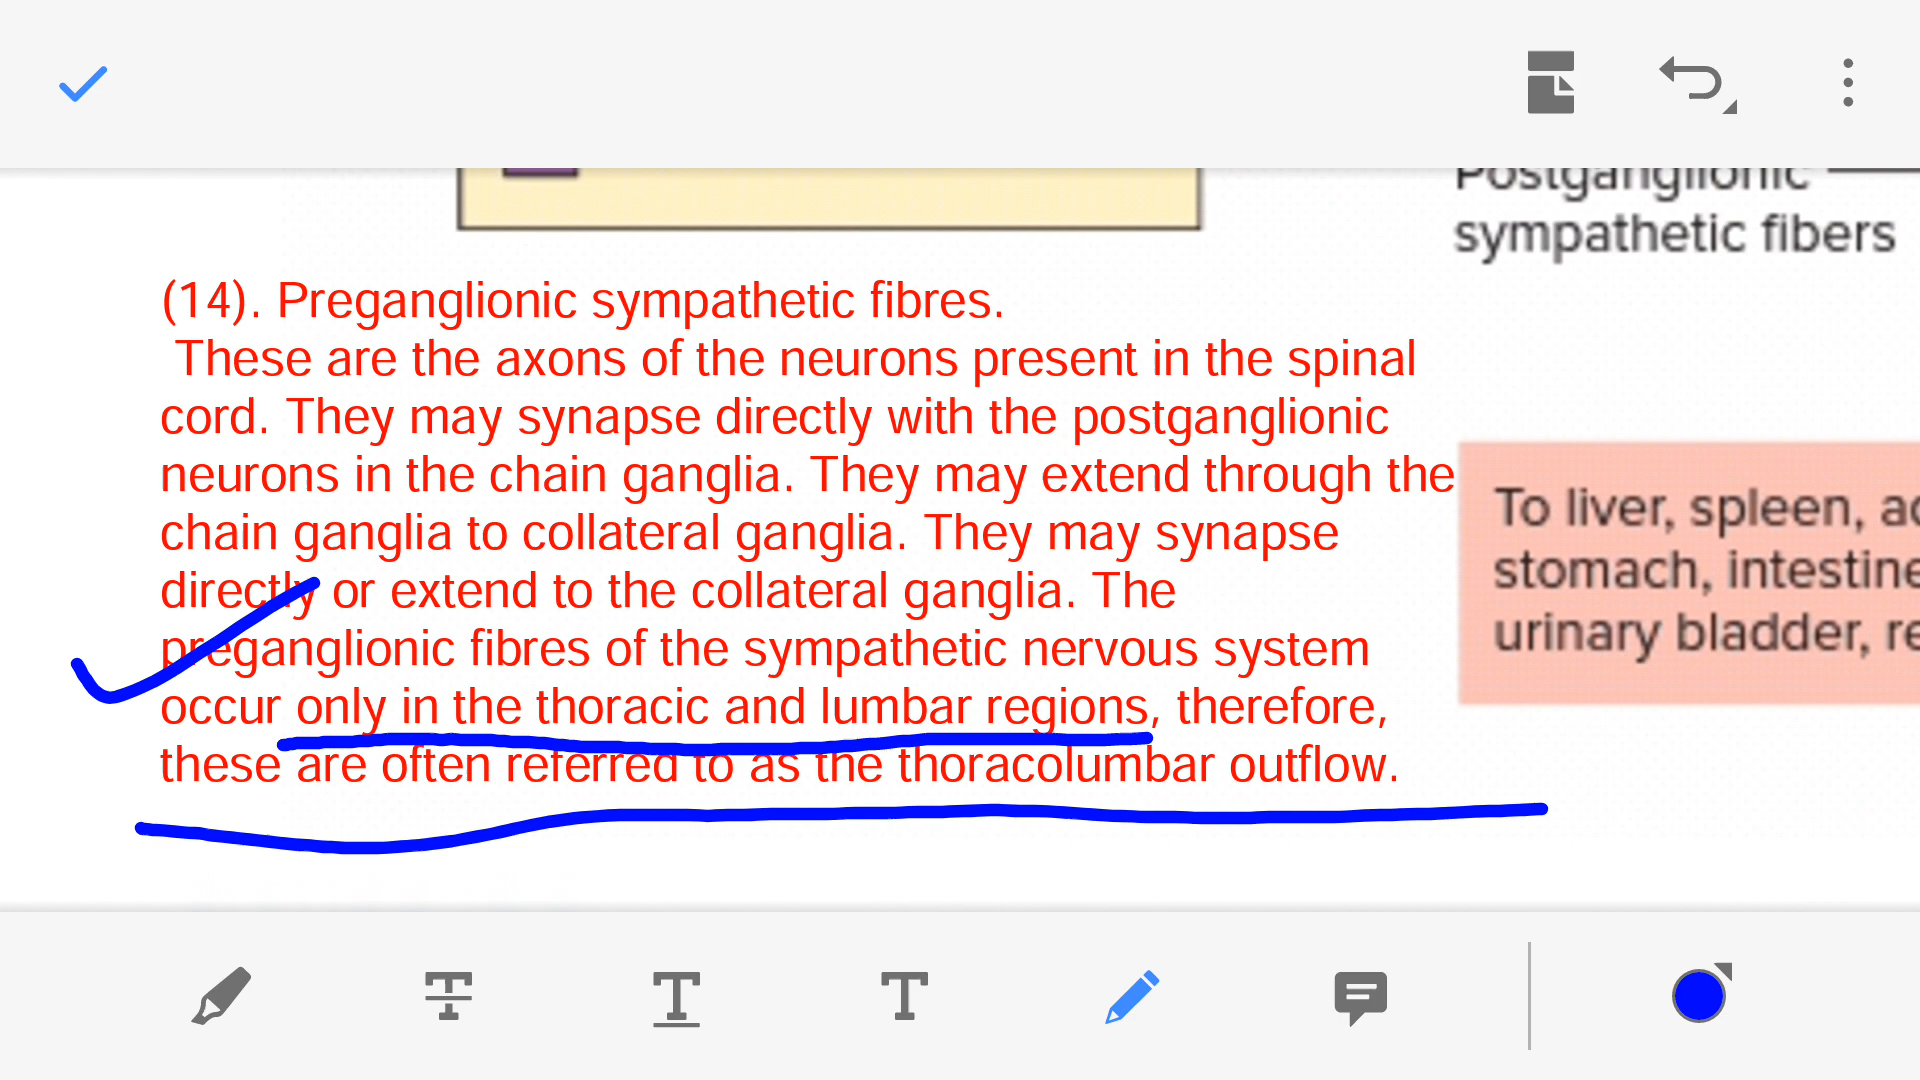 Postganglionic
sympathetic fibers
(14). Preganglionic sympathetic fibres.
These are the axons of the neurons present in the spinal
cord. They may synapse directly with the postganglionic
neurons in the chain ganglia. They may extend through the
chain ganglia to collateral ganglia. They may synapse
directly or extend to the collateral ganglia. The
preganglionic fibres of the sympathetic nervous system
occur only in the thoracic and lumbar regions, therefore,
these are often referred to as the thoracolumbar outflow.
To liver, spleen,
stomach,
urinary bladder,